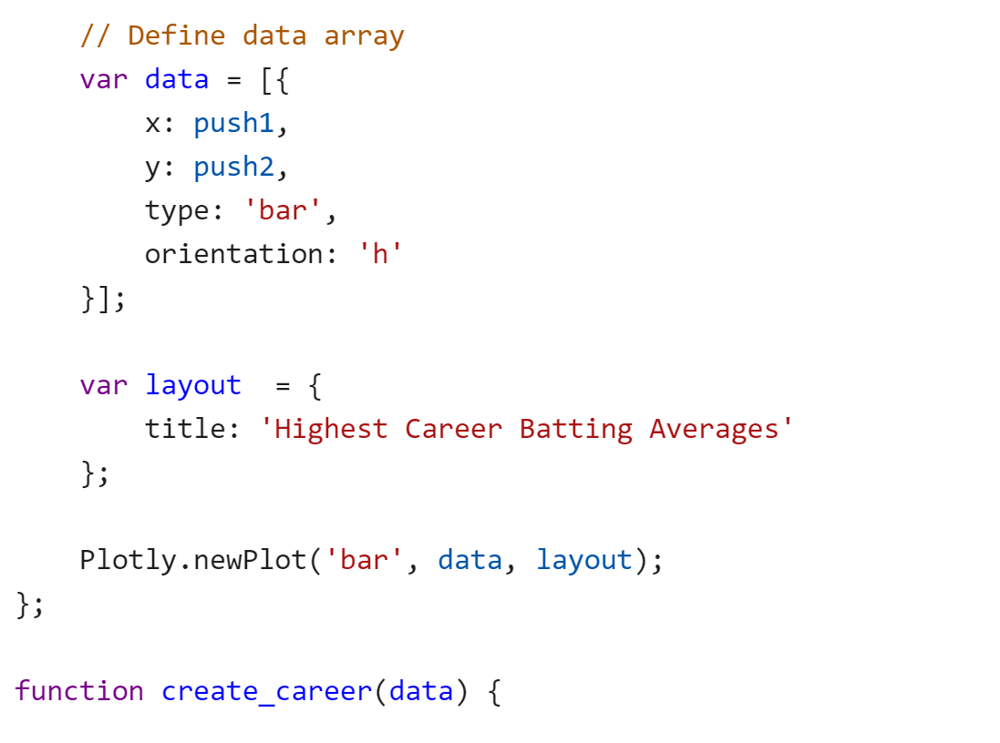 // Define data array
var data = [{
x: push1,
y: push2,
type: 'bar',
orientation: 'h'
}];
var layout  = {
title: 'Highest Career Batting Averages'
};
Plotly.newPlot('bar', data, layout);
};
function create_career(data) {